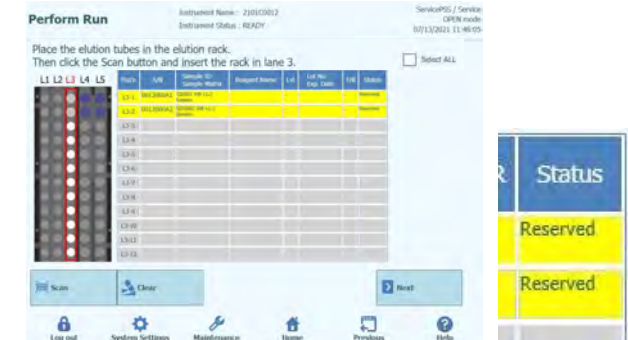 Perform Run
Instrument Name : 2101C0012
Instrument Status : READY
ServicePSS / Service
OPEN mode
07/13/2021 11:46:05
Place the elution tubes in the elution rack.
Then click the Scan button and insert the rack in lane 3.
Select ALL
L1 L2 L3 L4 L5
Pos'n S/N Sample ID Sample Matrix Reagent Name Lvl. Lot No Exp. Date T/R Status
L3-1 Reserved
L3-2 Reserved
L3-3
L3-4
L3-5
L3-6
L3-7
L3-8
L3-9
L3-10
L3-11
L3-12
Scan
Clear
Next
Log out
System Settings
Maintenance
Home
Previous
Help
R Status
Reserved
Reserved